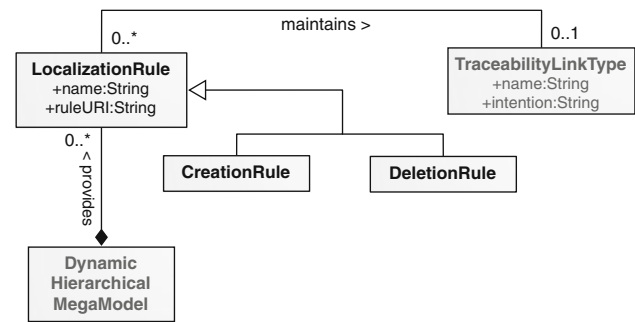 maintains >
0..*
0..1
LocalizationRule
+name:String
+ruleURI:String
TraceabilityLinkType
+name:String
+intention:String
0..*
< provides
CreationRule
DeletionRule
Dynamic
Hierarchical
MegaModel